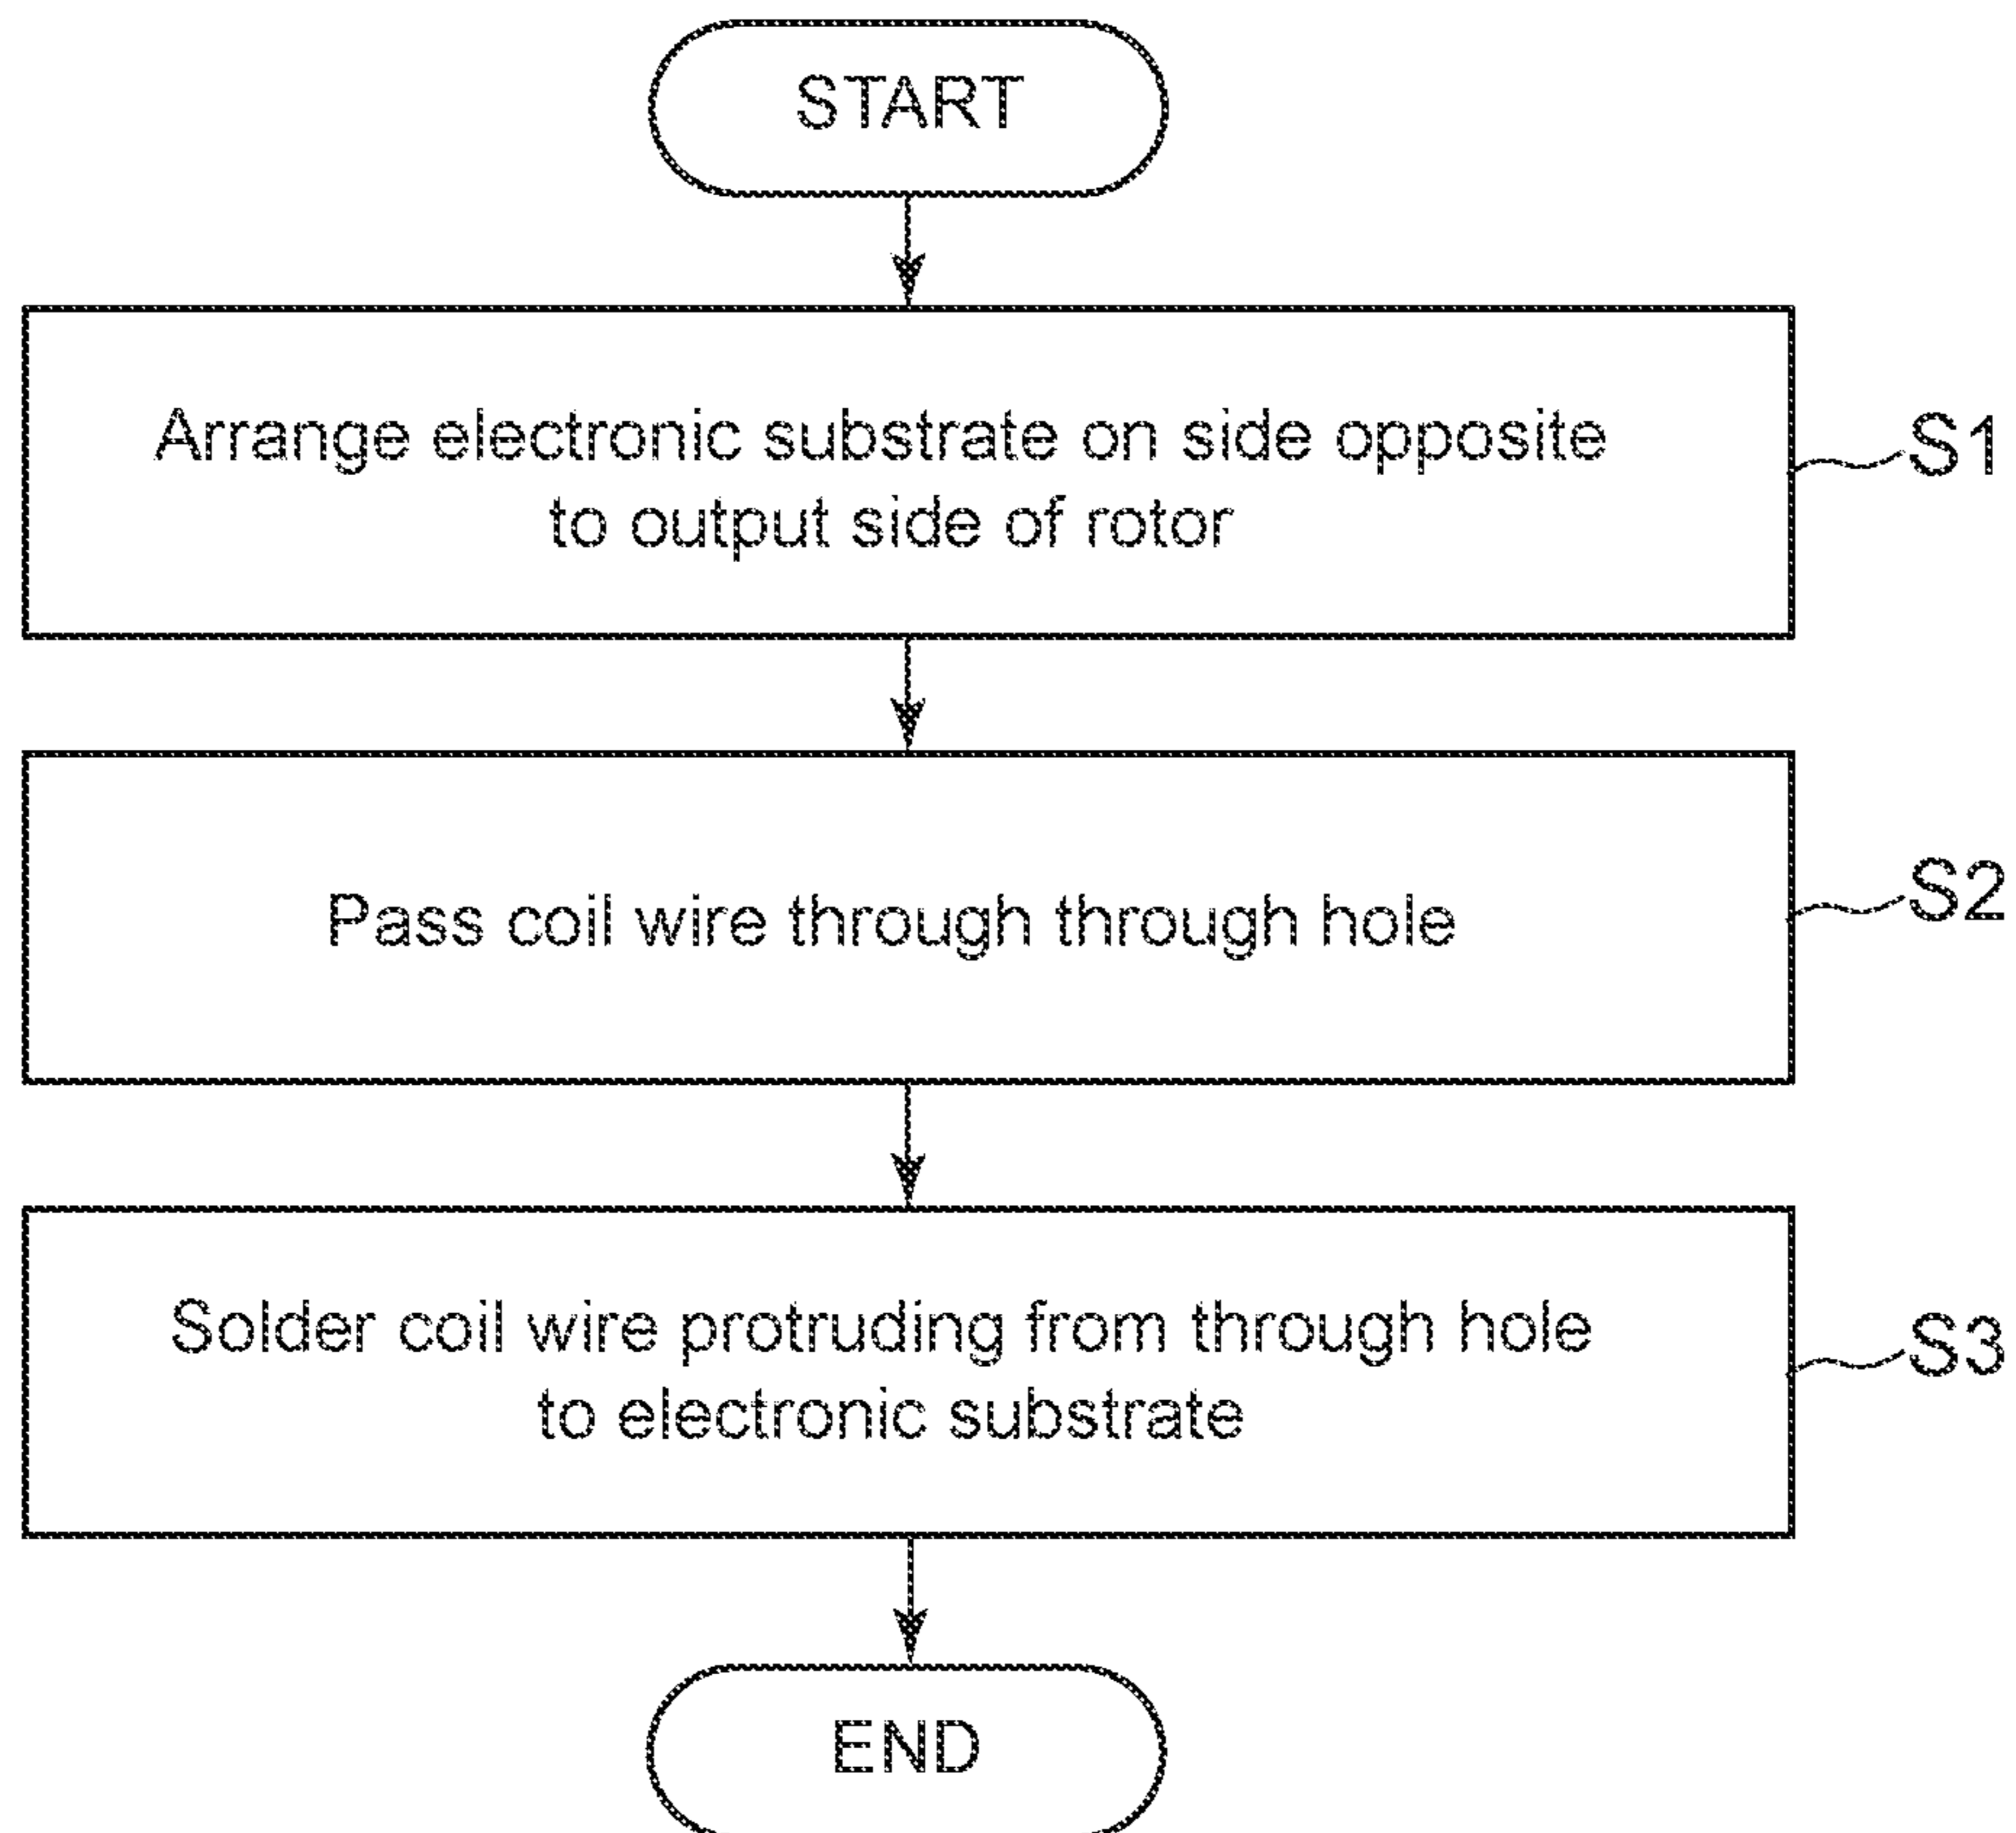 START
Arrange electronic substrate on side opposite
to output side of rotor
S1
Pass coil wire through through hole
S2
Solder coil wire protruding from through hole
to electronic substrate
S3
END